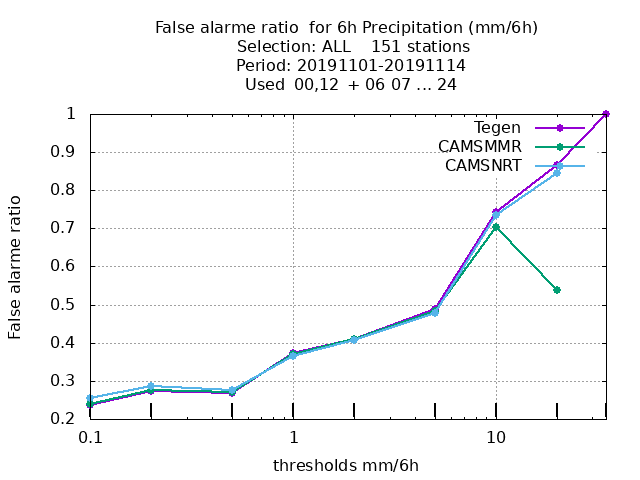 False alarme ratio  for 6h Precipitation (mm/6h)
Selection: ALL    151 stations
Period: 20191101-20191114
Used  00,12  + 06 07 ... 24
Tegen
CAMSMMR
CAMSNRT
False alarme ratio
1
0.9
0.8
0.7
0.6
0.5
0.4
0.3
0.2
0.1
1
10
thresholds mm/6h